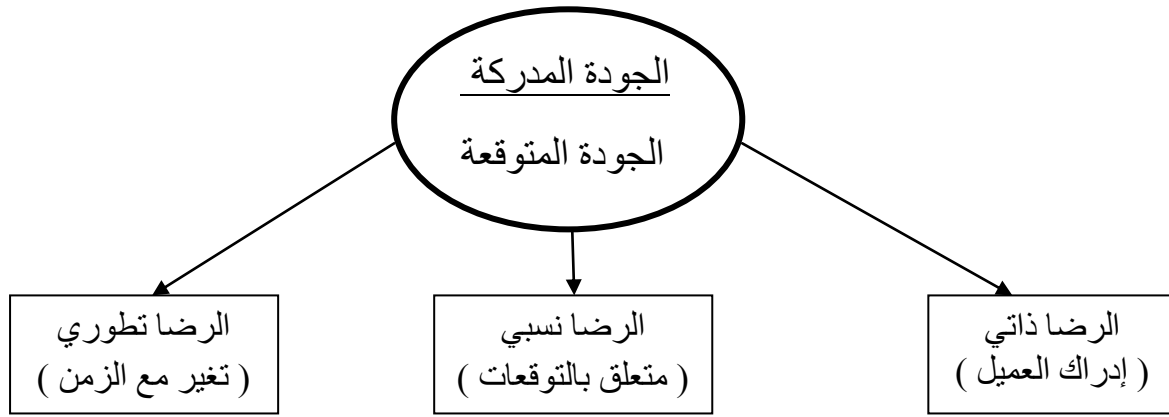 الجودة المدركة
الجودة المتوقعة
الرضا ذاتي
( إدراك العميل )
الرضا نسبي
( متعلق بالتوقعات )
الرضا تطوري
( تغير مع الزمن )